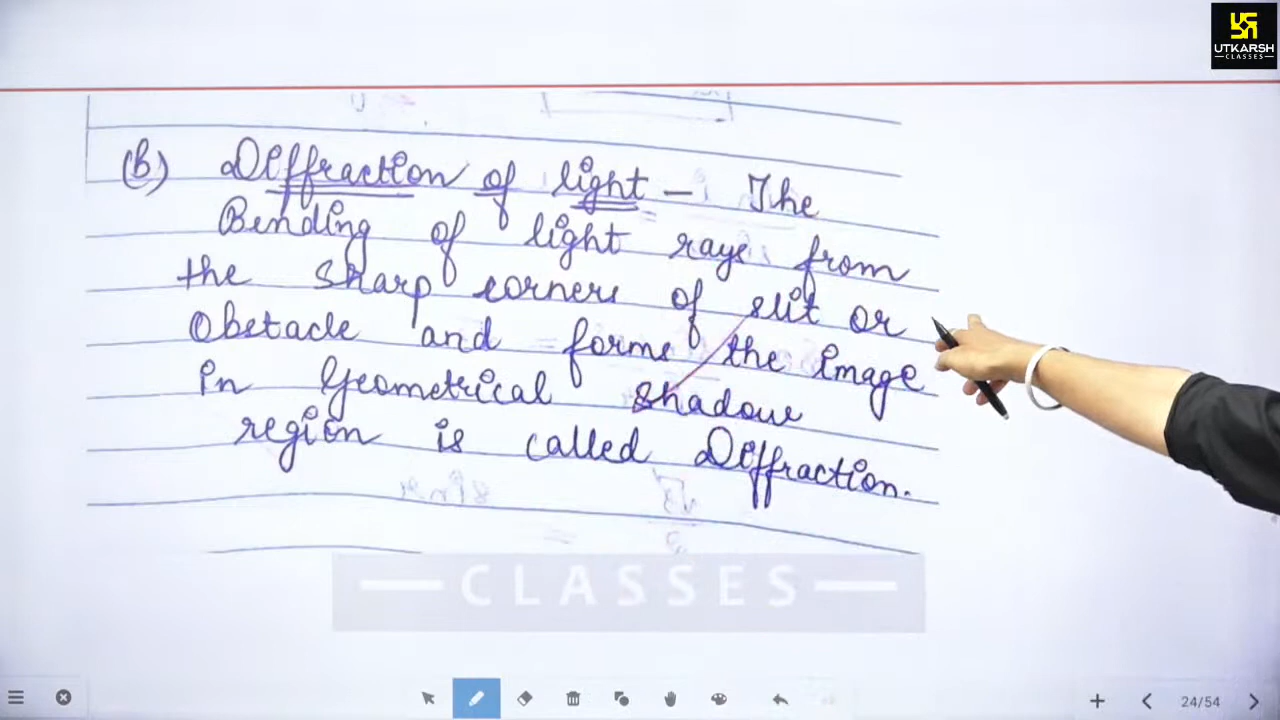 UTKARSH
CLASSES
(B) Diffraction of light - The
Bending of light rays from
the sharp corners of slit or
Obstacle and forms the image
in Geometrical shadow
region is called Diffraction.
CLASSES
24/54